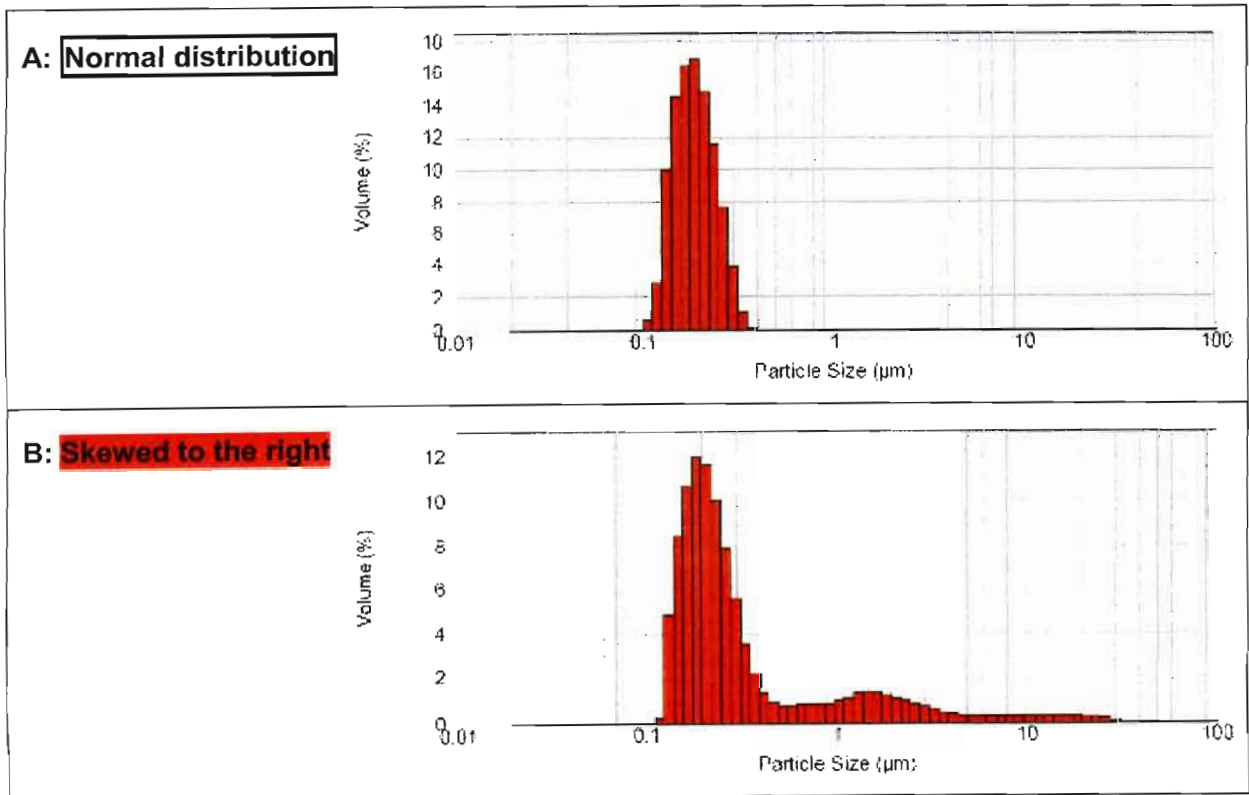 A: Normal distribution
Volume (%)
18
16
14
12
10
8
6
4
2
0
0.01 0.1 1 10 100
Particle Size (µm)
B: Skewed to the right
Volume (%)
12
10
8
6
4
2
0
0.01 0.1 1 10 100
Particle Size (µm)